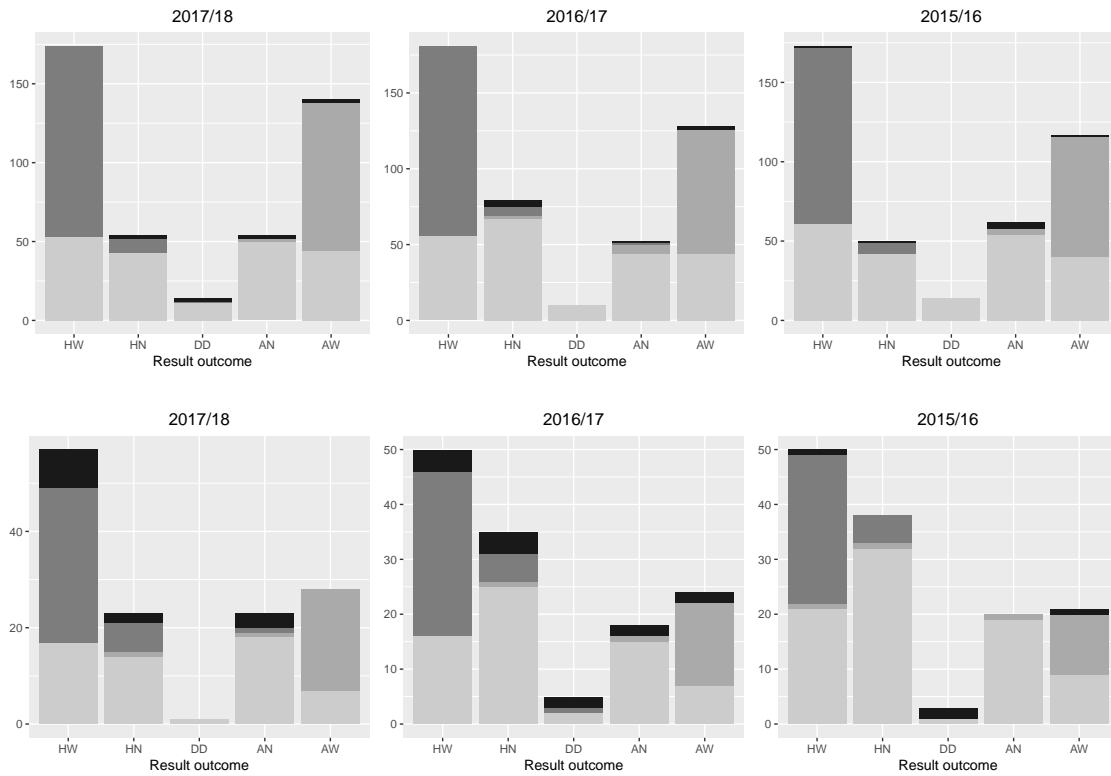 2017/18 2016/17 2015/16
150 150 150
100 100 100
50 50 50
0 0 0
HW HN DD AN AW HW HN DD AN AW HW HN DD AN AW
Result outcome Result outcome Result outcome
2017/18 2016/17 2015/16
50 50
40 40 40
30 30
20 20 20
10 10
0 0 0
HW HN DD AN AW HW HN DD AN AW HW HN DD AN AW
Result outcome Result outcome Result outcome